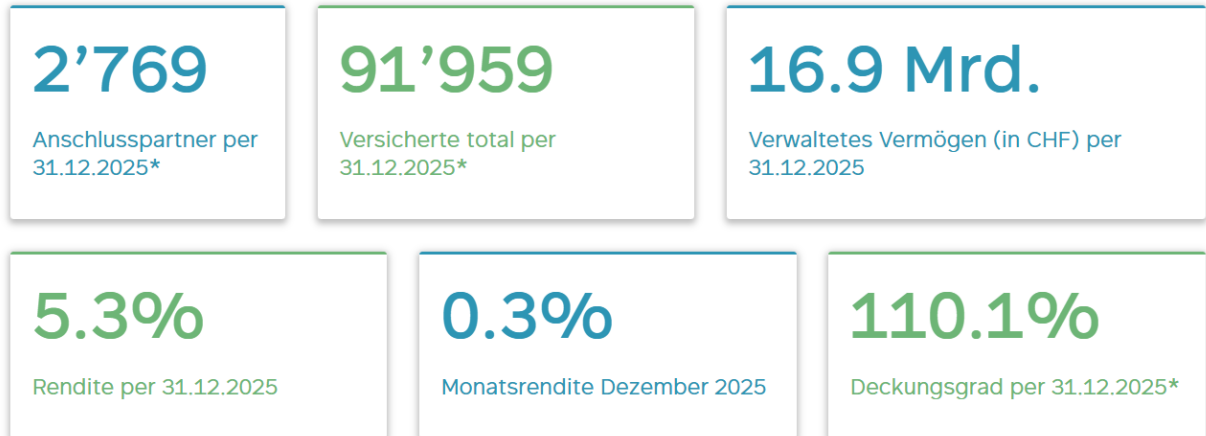 2’769
Anschlusspartner per
31.12.2025*
91’959
Versicherte total per
31.12.2025*
16.9 Mrd.
Verwaltetes Vermögen (in CHF) per
31.12.2025
5.3%
Rendite per 31.12.2025
0.3%
Monatsrendite Dezember 2025
110.1%
Deckungsgrad per 31.12.2025*